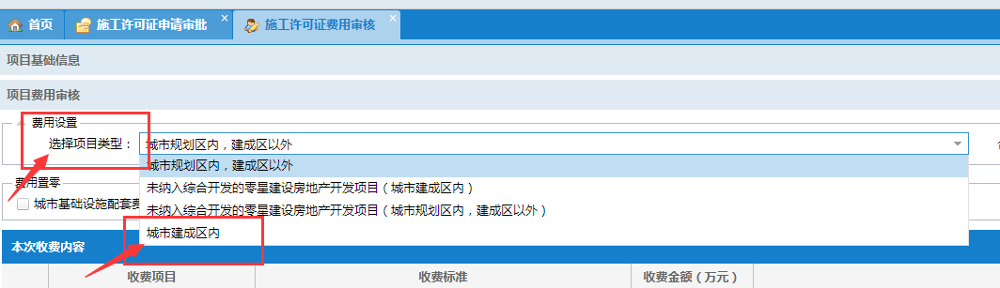 首页 施工许可证申请审批 施工许可证费用审核
项目基础信息
项目费用审核
费用设置
选择项目类型： 城市规划区内，建成区以外
城市规划区内，建成区以外
费用置零
未纳入综合开发的零星建设房地产开发项目（城市建成区内）
城市基础设施配套费
未纳入综合开发的零星建设房地产开发项目（城市规划区内，建成区以外）
城市建成区内
本次收费内容
收费项目 收费标准 收费金额（万元）